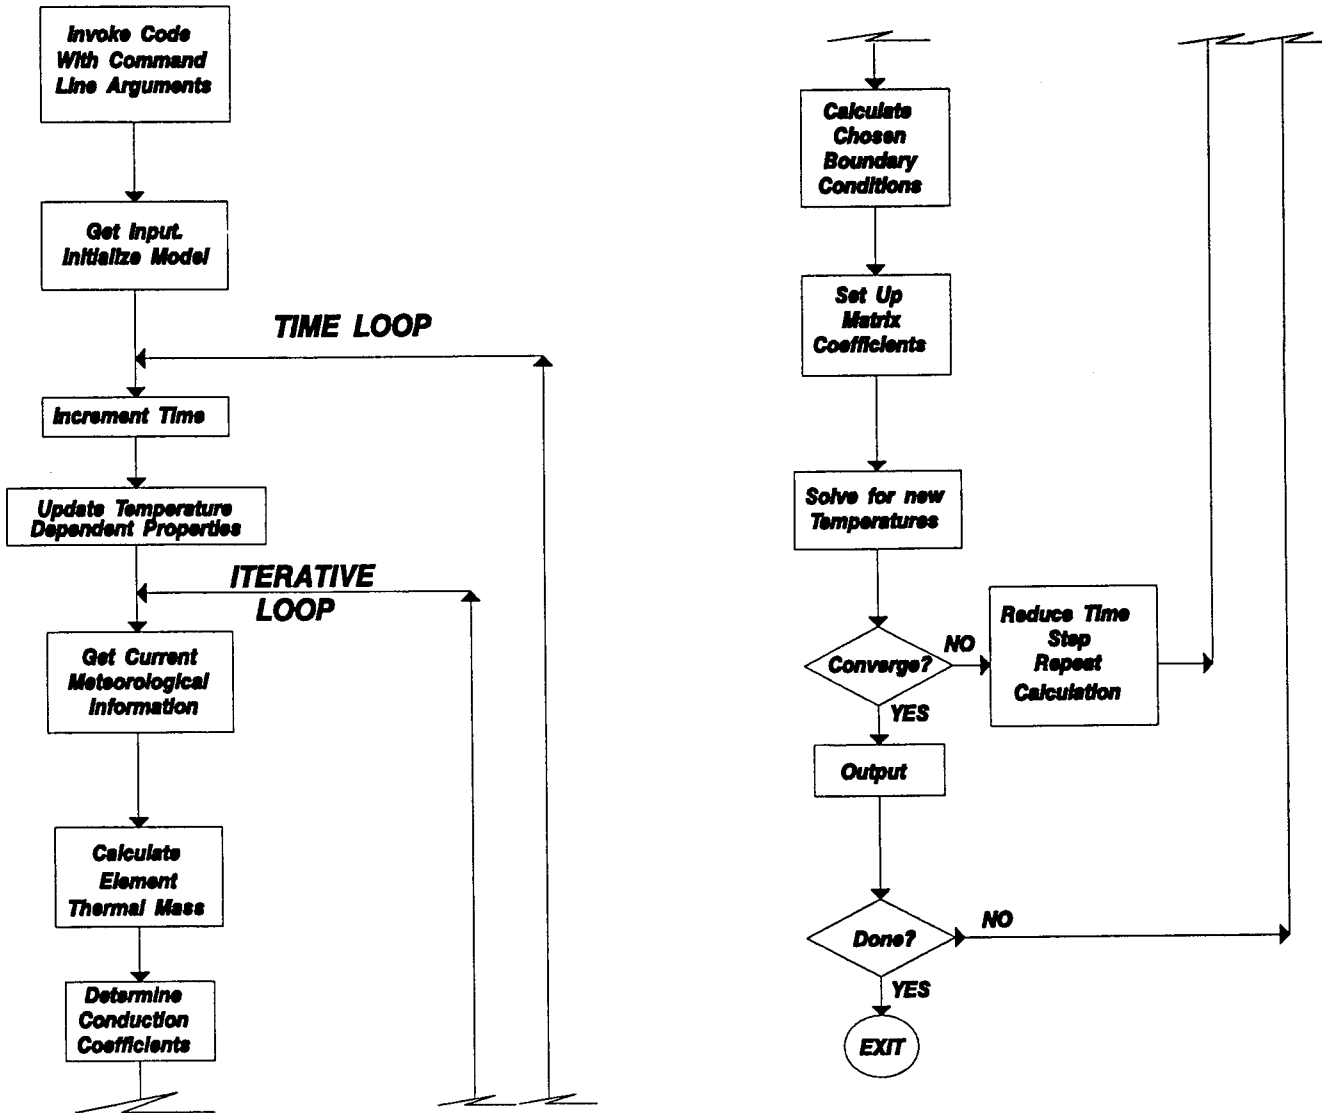 Invoke Code
With Command
Line Arguments
Get Input.
Initialize Model
TIME LOOP
Increment Time
Update Temperature
Dependent Properties
ITERATIVE
LOOP
Get Current
Meteorological
Information
Calculate
Element
Thermal Mass
Determine
Conduction
Coefficients
Calculate
Chosen
Boundary
Conditions
Set Up
Matrix
Coefficients
Solve for new
Temperatures
Converge?
NO
Reduce Time
Step
Repeat
Calculation
YES
Output
Done?
NO
YES
EXIT